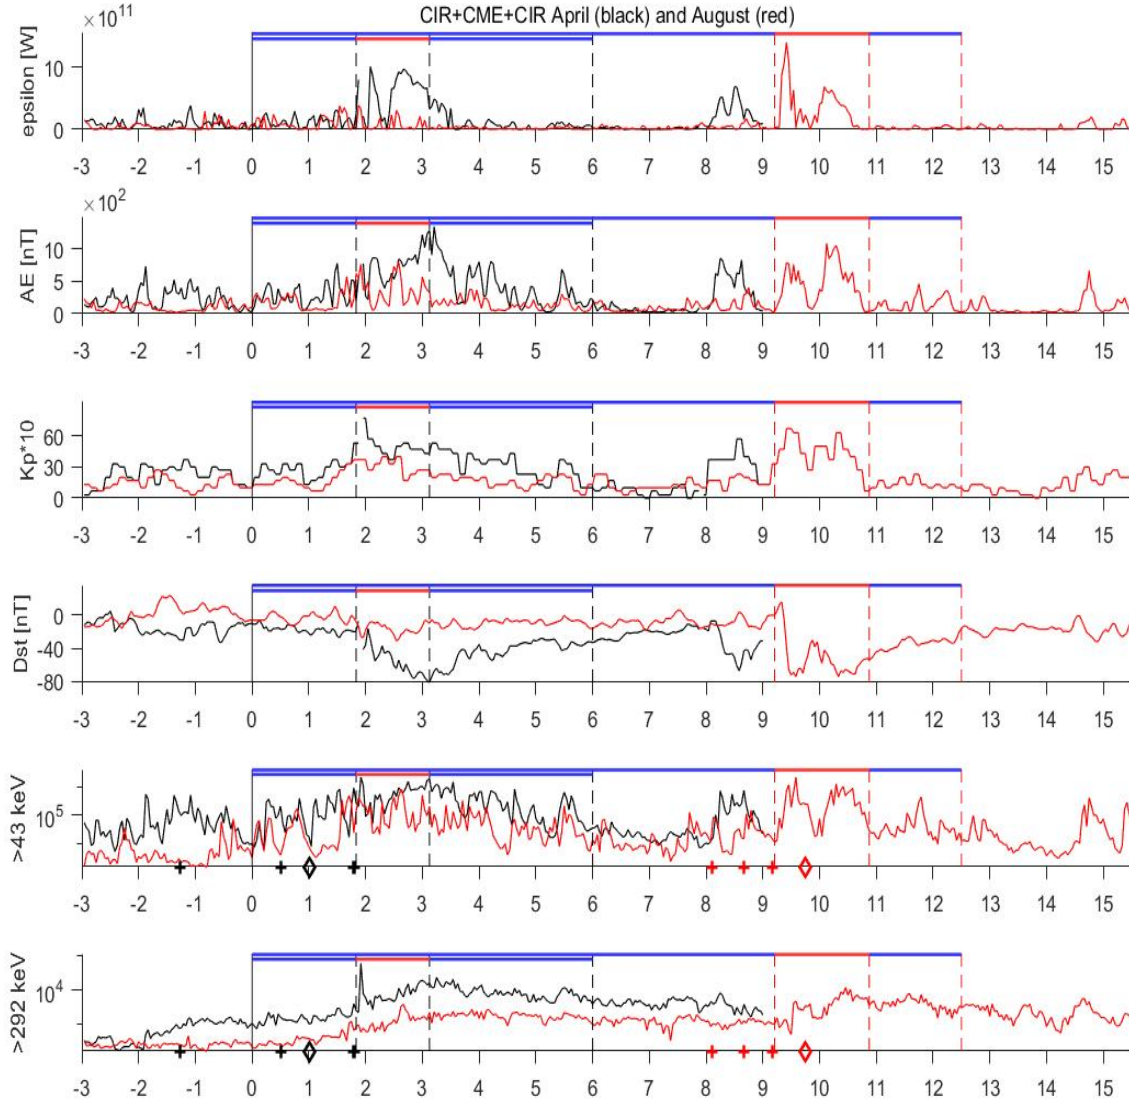 CIR+CME+CIR April (black) and August (red)
×10^11
epsilon [W]
10
0
-3 -2 -1 0 1 2 3 4 5 6 7 8 9 10 11 12 13 14 15
×10^2
AE [nT]
10
5
0
-3 -2 -1 0 1 2 3 4 5 6 7 8 9 10 11 12 13 14 15
Kp*10
60
30
0
-3 -2 -1 0 1 2 3 4 5 6 7 8 9 10 11 12 13 14 15
Dst [nT]
0
-40
-80
-3 -2 -1 0 1 2 3 4 5 6 7 8 9 10 11 12 13 14 15
>43 keV
10^5
-3 -2 -1 0 1 2 3 4 5 6 7 8 9 10 11 12 13 14 15
>292 keV
10^4
-3 -2 -1 0 1 2 3 4 5 6 7 8 9 10 11 12 13 14 15